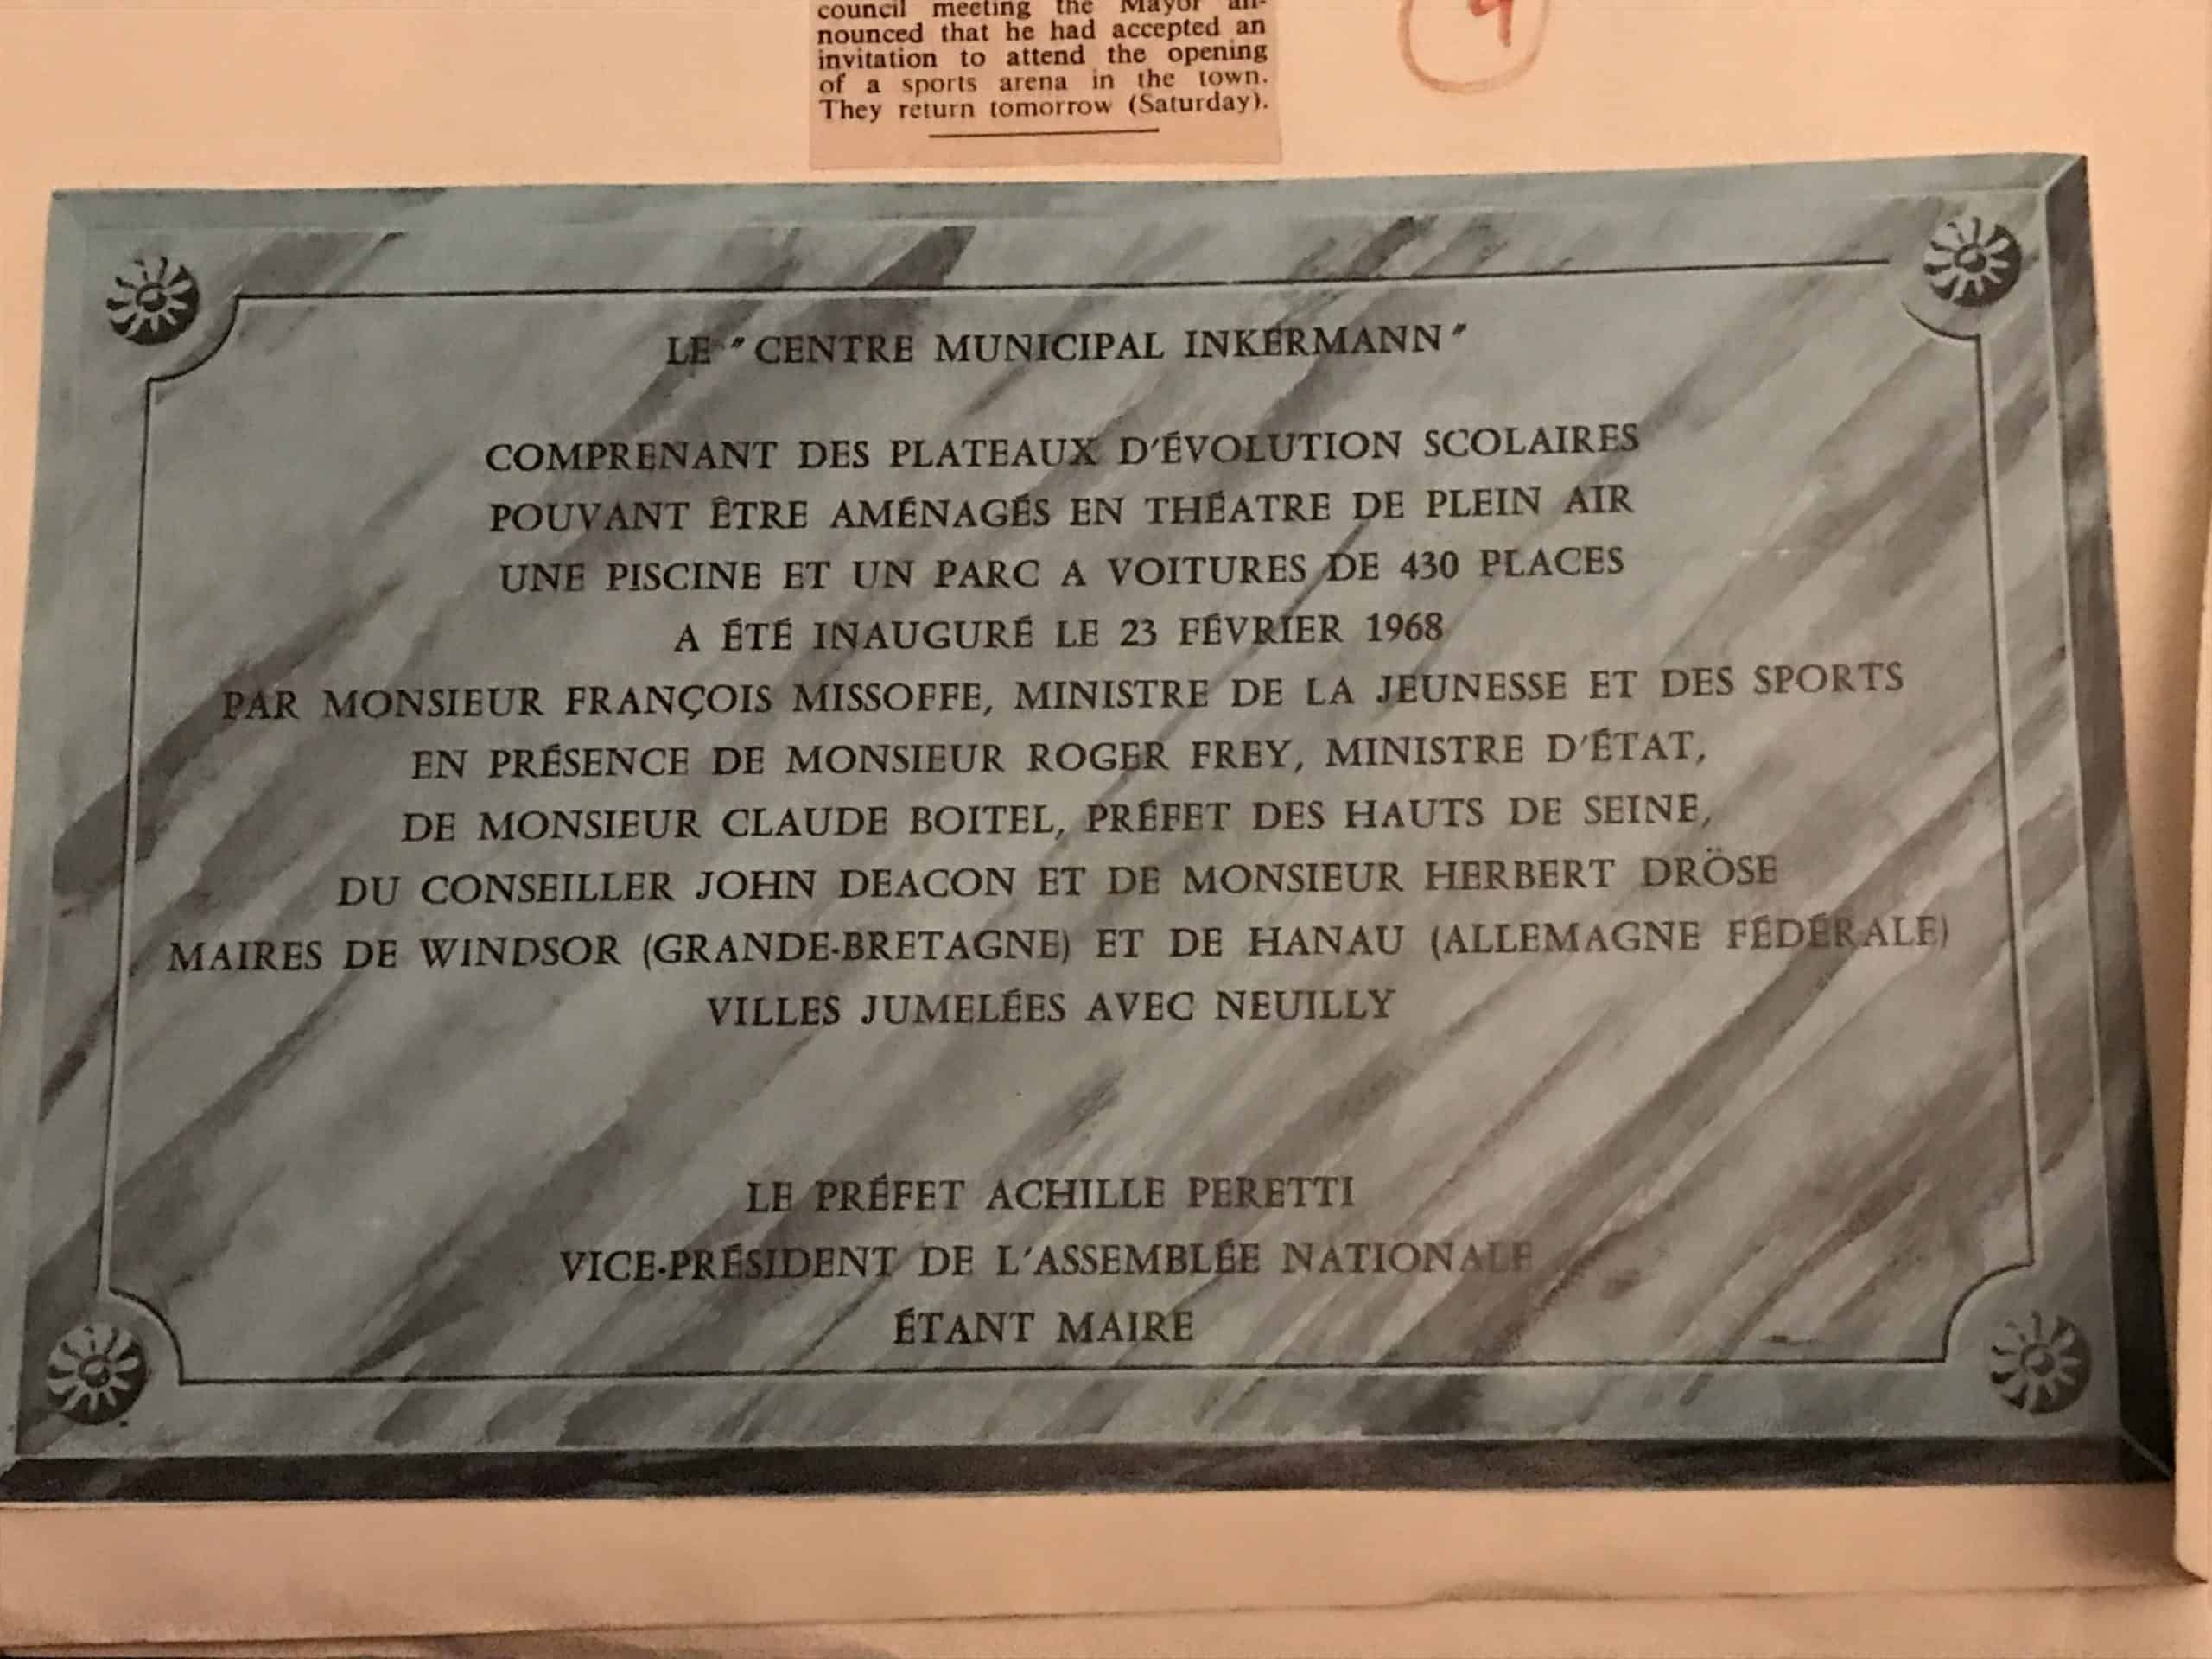 council meeting the Mayor an-
nounced that he had accepted an
invitation to attend the opening
of a sports arena in the town.
They return tomorrow (Saturday).
9
LE "CENTRE MUNICIPAL INKERMANN"
COMPRENANT DES PLATEAUX D'ÉVOLUTION SCOLAIRES
POUVANT ÊTRE AMÉNAGÉS EN THÉATRE DE PLEIN AIR
UNE PISCINE ET UN PARC A VOITURES DE 430 PLACES
A ÉTÉ INAUGURÉ LE 23 FÉVRIER 1968
PAR MONSIEUR FRANÇOIS MISSOFFE, MINISTRE DE LA JEUNESSE ET DES SPORTS
EN PRÉSENCE DE MONSIEUR ROGER FREY, MINISTRE D'ÉTAT,
DE MONSIEUR CLAUDE BOITEL, PRÉFET DES HAUTS DE SEINE,
DU CONSEILLER JOHN DEACON ET DE MONSIEUR HERBERT DRÖSE
MAIRES DE WINDSOR (GRANDE-BRETAGNE) ET DE HANAU (ALLEMAGNE FÉDÉRALE)
VILLES JUMELÉES AVEC NEUILLY
LE PRÉFET ACHILLE PERETTI
VICE-PRÉSIDENT DE L'ASSEMBLÉE NATIONALE
ÉTANT MAIRE